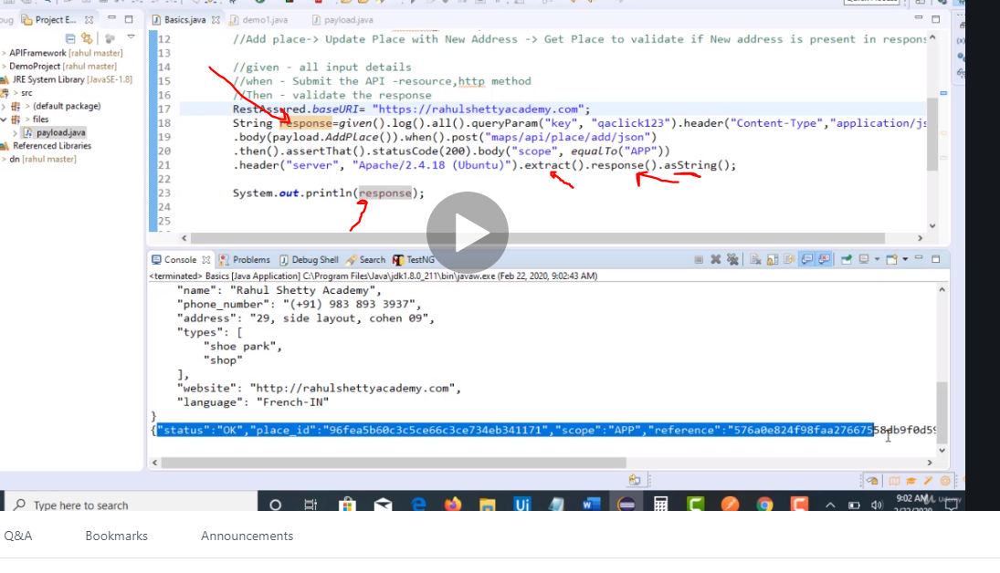 Project E...
Basics.java
demo1.java
payload.java
APIFramework [rahul master]
DemoProject [rahul master]
JRE System Library [JavaSE-1.8]
> src
> (default package)
> files
payload.java
Referenced Libraries
dn [rahul master]
12 //Add place-> Update Place with New Address -> Get Place to validate if New address is present in respons
13
14 //given - all input details
15 //when - Submit the API -resource,http method
16 //Then - validate the response
17 RestAssured.baseURI= "https://rahulshettyacademy.com";
18 String response=given().log().all().queryParam("key", "qaclick123").header("Content-Type","application/js
19 .body(payload.AddPlace()).when().post("maps/api/place/add/json")
20 .then().assertThat().statusCode(200).body("scope", equalTo("APP"))
21 .header("server", "Apache/2.4.18 (Ubuntu)").extract().response().asString();
22
23 System.out.println(response);
24
25
Console
Problems
Debug Shell
Search
TestNG
<terminated> Basics [Java Application] C:\Program Files\Java\jdk1.8.0_211\bin\javaw.exe (Feb 22, 2020, 9:02:43 AM)
"name": "Rahul Shetty Academy",
"phone_number": "(+91) 983 893 3937",
"address": "29, side layout, cohen 09",
"types": [
"shoe park",
"shop"
],
"website": "http://rahulshettyacademy.com",
"language": "French-IN"
}
{"status":"OK","place_id":"96fea5b60c3c5ce66c3ce734eb341171","scope":"APP","reference":"576a0e824f98faa2766758db9f0d59
Type here to search
Ui
9:02 AM
Udemy
Q&A
Bookmarks
Announcements